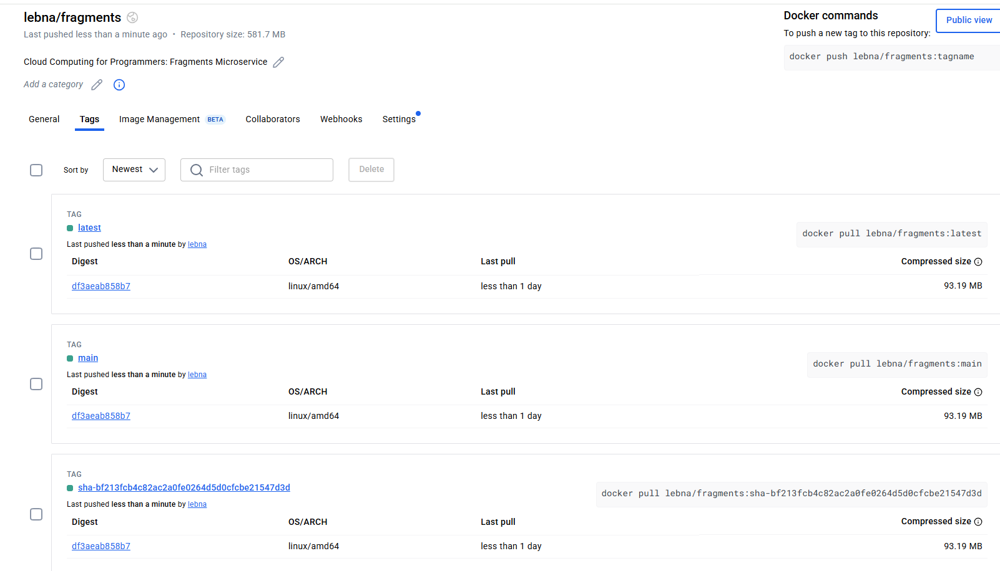 lebna/fragments
Last pushed less than a minute ago • Repository size: 581.7 MB
Cloud Computing for Programmers: Fragments Microservice
Add a category
Docker commands
To push a new tag to this repository:
Public view
docker push lebna/fragments:tagname
General Tags Image Management BETA Collaborators Webhooks Settings
Sort by Newest Filter tags Delete
TAG
latest
docker pull lebna/fragments:latest
Last pushed less than a minute by lebna
Digest OS/ARCH Last pull Compressed size
df3aeab858b7 linux/amd64 less than 1 day 93.19 MB
TAG
main
docker pull lebna/fragments:main
Last pushed less than a minute by lebna
Digest OS/ARCH Last pull Compressed size
df3aeab858b7 linux/amd64 less than 1 day 93.19 MB
TAG
sha-bf213fcb4c82ac2a0fe0264d5d0cfcbe21547d3d
docker pull lebna/fragments:sha-bf213fcb4c82ac2a0fe0264d5d0cfcbe21547d3d
Last pushed less than a minute by lebna
Digest OS/ARCH Last pull Compressed size
df3aeab858b7 linux/amd64 less than 1 day 93.19 MB